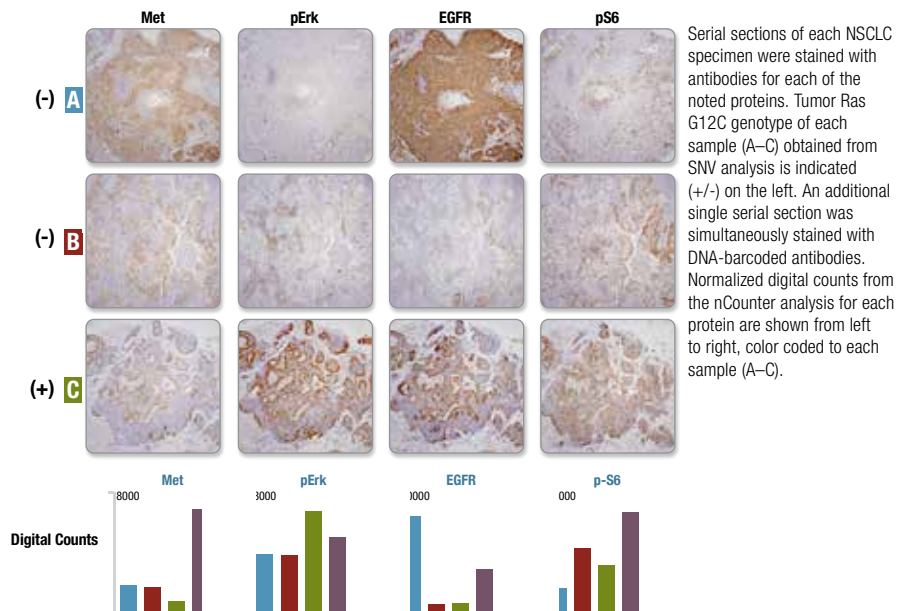 Met pErk EGFR pS6
(-) A
(-) B
(+) C
Serial sections of each NSCLC
specimen were stained with
antibodies for each of the
noted proteins. Tumor Ras
G12C genotype of each
sample (A–C) obtained from
SNV analysis is indicated
(+/-) on the left. An additional
single serial section was
simultaneously stained with
DNA-barcoded antibodies.
Normalized digital counts from
the nCounter analysis for each
protein are shown from left
to right, color coded to each
sample (A–C).
Met pErk EGFR p-S6
8000 000
Digital Counts